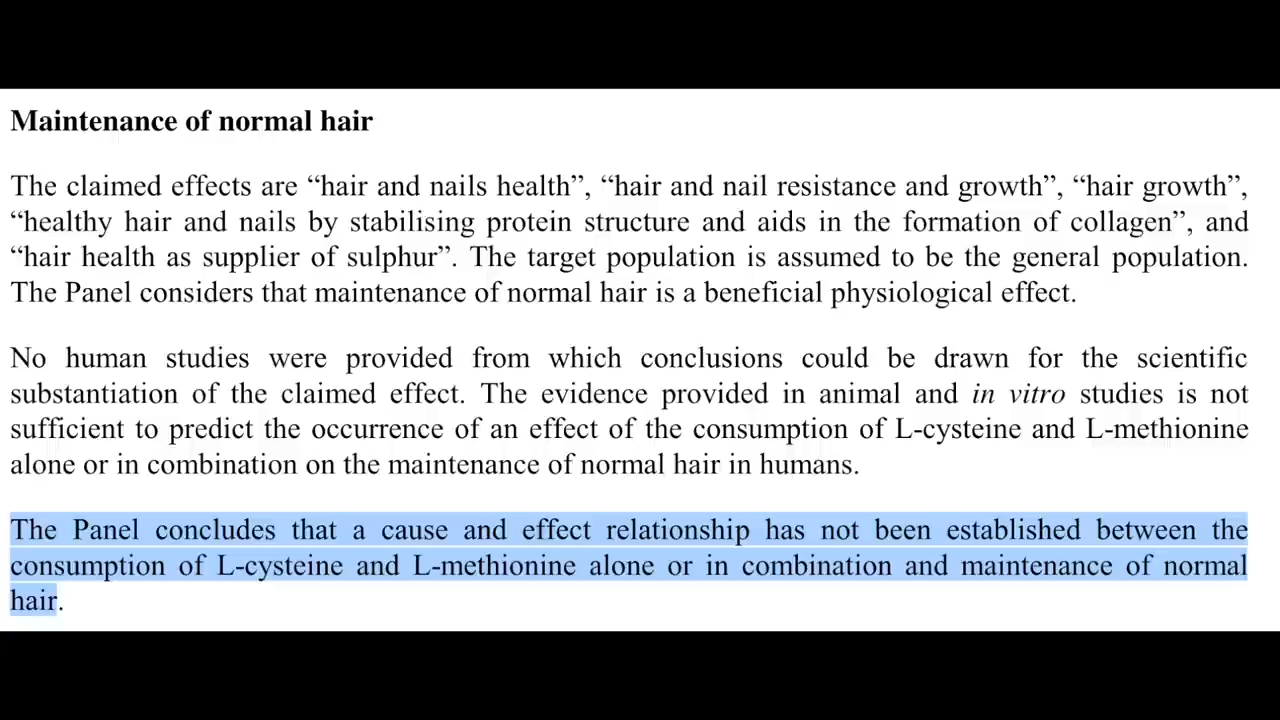 Maintenance of normal hair
The claimed effects are “hair and nails health”, “hair and nail resistance and growth”, “hair growth”,
“healthy hair and nails by stabilising protein structure and aids in the formation of collagen”, and
“hair health as supplier of sulphur”. The target population is assumed to be the general population.
The Panel considers that maintenance of normal hair is a beneficial physiological effect.
No human studies were provided from which conclusions could be drawn for the scientific
substantiation of the claimed effect. The evidence provided in animal and in vitro studies is not
sufficient to predict the occurrence of an effect of the consumption of L-cysteine and L-methionine
alone or in combination on the maintenance of normal hair in humans.
The Panel concludes that a cause and effect relationship has not been established between the
consumption of L-cysteine and L-methionine alone or in combination and maintenance of normal
hair.